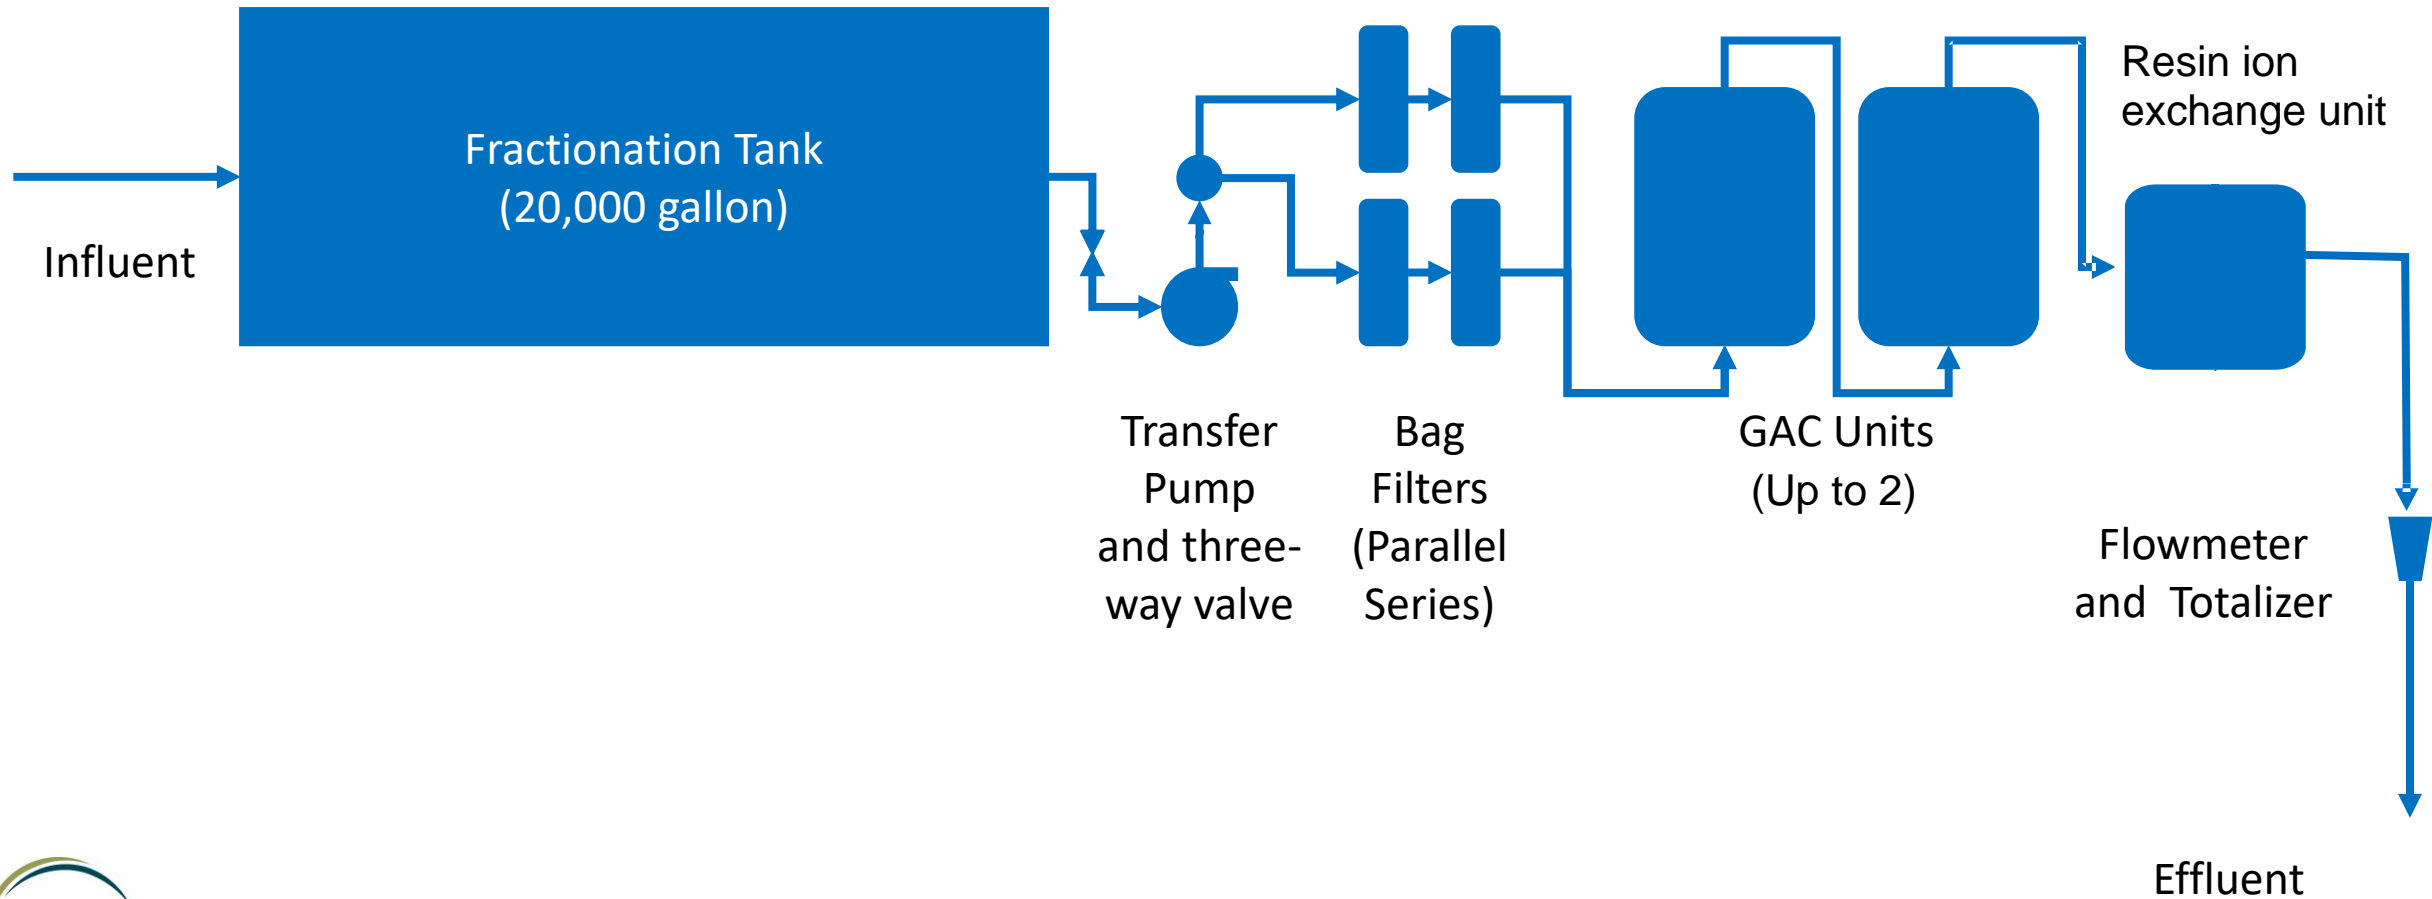 Influent
Fractionation Tank
(20,000 gallon)
Transfer
Pump
and three-
way valve
Bag
Filters
(Parallel
Series)
GAC Units
(Up to 2)
Resin ion
exchange unit
Flowmeter
and  Totalizer
Effluent